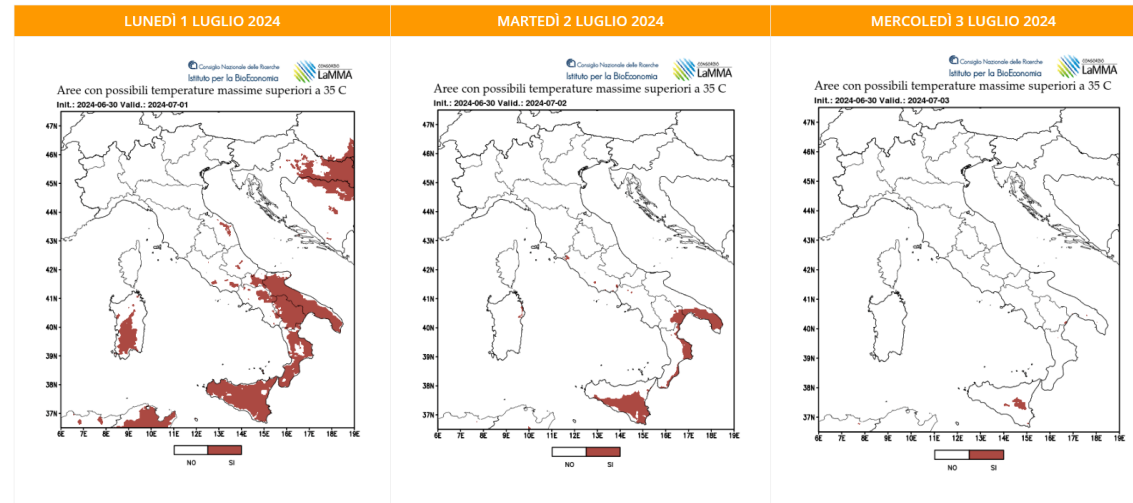 LUNEDÌ 1 LUGLIO 2024
Consiglio Nazionale delle Ricerche
Istituto per la BioEconomia
CONSORZIO
LaMMA
Aree con possibili temperature massime superiori a 35 C
Init.: 2024-06-30 Valid.: 2024-07-01
47N
46N
45N
44N
43N
42N
41N
40N
39N
38N
37N
6E 7E 8E 9E 10E 11E 12E 13E 14E 15E 16E 17E 18E 19E
NO SI
MARTEDÌ 2 LUGLIO 2024
Consiglio Nazionale delle Ricerche
Istituto per la BioEconomia
CONSORZIO
LaMMA
Aree con possibili temperature massime superiori a 35 C
Init.: 2024-06-30 Valid.: 2024-07-02
47N
46N
45N
44N
43N
42N
41N
40N
39N
38N
37N
6E 7E 8E 9E 10E 11E 12E 13E 14E 15E 16E 17E 18E 19E
NO SI
MERCOLEDÌ 3 LUGLIO 2024
Consiglio Nazionale delle Ricerche
Istituto per la BioEconomia
CONSORZIO
LaMMA
Aree con possibili temperature massime superiori a 35 C
Init.: 2024-06-30 Valid.: 2024-07-03
47N
46N
45N
44N
43N
42N
41N
40N
39N
38N
37N
6E 7E 8E 9E 10E 11E 12E 13E 14E 15E 16E 17E 18E 19E
NO SI